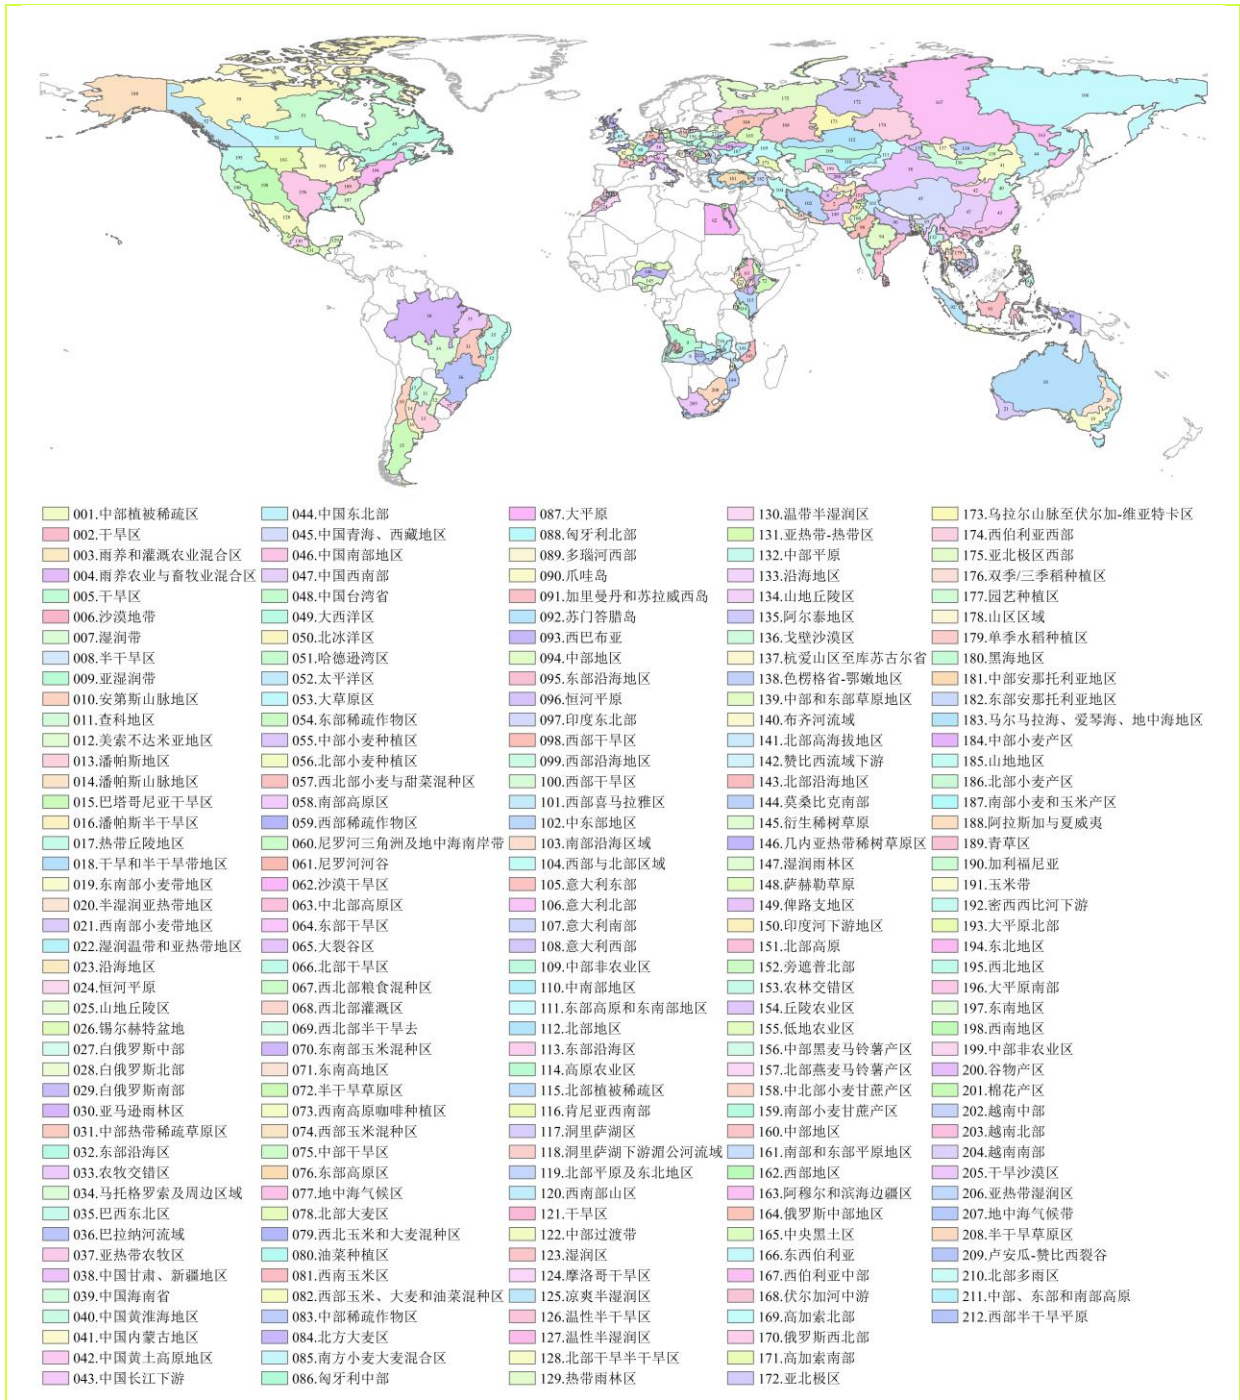 001.中部植被稀疏区
002.干旱区
003.雨养和灌溉农业混合区
004.雨养农业与畜牧业混合区
005.干旱区
006.沙漠地带
007.湿润带
008.半干旱区
009.亚湿润带
010.安第斯山脉地区
011.查科地区
012.美索不达米亚地区
013.潘帕斯地区
014.潘帕斯山脉地区
015.巴塔哥尼亚干旱区
016.潘帕斯半干旱区
017.热带丘陵地区
018.干旱和半干旱带地区
019.东南部小麦带地区
020.半湿润亚热带地区
021.西南部小麦带地区
022.湿润温带和亚热带地区
023.沿海地区
024.恒河平原
025.山地丘陵区
026.锡尔赫特盆地
027.白俄罗斯中部
028.白俄罗斯北部
029.白俄罗斯南部
030.亚马逊雨林区
031.中部热带稀疏草原区
032.东部沿海区
033.农牧交错区
034.马托格罗索及周边区域
035.巴西东北区
036.巴拉纳河流域
037.亚热带农牧区
038.中国甘肃、新疆地区
039.中国海南省
040.中国黄淮海地区
041.中国内蒙古地区
042.中国黄土高原地区
043.中国长江下游
044.中国东北部
045.中国青海、西藏地区
046.中国南部地区
047.中国西南部
048.中国台湾省
049.大西洋区
050.北冰洋区
051.哈德逊湾区
052.太平洋区
053.大草原区
054.东部稀疏作物区
055.中部小麦种植区
056.北部小麦种植区
057.西北部小麦与甜菜混种区
058.南部高原区
059.西部稀疏作物区
060.尼罗河三角洲及地中海南岸带
061.尼罗河河谷
062.沙漠干旱区
063.中北部高原区
064.东部干旱区
065.大裂谷区
066.北部干旱区
067.西北部粮食混种区
068.西北部灌溉区
069.西北部半干旱去
070.东南部玉米混种区
071.东南高地区
072.半干旱草原区
073.西南高原咖啡种植区
074.西部玉米混种区
075.中部干旱区
076.东部高原区
077.地中海气候区
078.北部大麦区
079.西北玉米和大麦混种区
080.油菜种植区
081.西南玉米区
082.西部玉米、大麦和油菜混种区
083.中部稀疏作物区
084.北方大麦区
085.南方小麦大麦混合区
086.匈牙利中部
087.大平原
088.匈牙利北部
089.多瑙河西部
090.爪哇岛
091.加里曼丹和苏拉威西岛
092.苏门答腊岛
093.西巴布亚
094.中部地区
095.东部沿海地区
096.恒河平原
097.印度东北部
098.西部干旱区
099.西部沿海地区
100.西部干旱区
101.西部喜马拉雅区
102.中东部地区
103.南部沿海区域
104.西部与北部区域
105.意大利东部
106.意大利北部
107.意大利南部
108.意大利西部
109.中部非农业区
110.中南部地区
111.东部高原和东南部地区
112.北部地区
113.东部沿海区
114.高原农业区
115.北部植被稀疏区
116.肯尼亚西南部
117.洞里萨湖区
118.洞里萨湖下游湄公河流域
119.北部平原及东北地区
120.西南部山区
121.干旱区
122.中部过渡带
123.湿润区
124.摩洛哥干旱区
125.凉爽半湿润区
126.温性半干旱区
127.温性半湿润区
128.北部干旱半干旱区
129.热带雨林区
130.温带半湿润区
131.亚热带-热带区
132.中部平原
133.沿海地区
134.山地丘陵区
135.阿尔泰地区
136.戈壁沙漠区
137.杭爱山区至库苏古尔省
138.色楞格省-鄂嫩地区
139.中部和东部草原地区
140.布齐河流域
141.北部高海拔地区
142.赞比西流域下游
143.北部沿海地区
144.莫桑比克南部
145.衍生稀树草原
146.几内亚热带稀树草原区
147.湿润雨林区
148.萨赫勒草原
149.俾路支地区
150.印度河下游地区
151.北部高原
152.旁遮普北部
153.农林交错区
154.丘陵农业区
155.低地农业区
156.中部黑麦马铃薯产区
157.北部燕麦马铃薯产区
158.中北部小麦甘蔗产区
159.南部小麦甘蔗产区
160.中部地区
161.南部和东部平原地区
162.西部地区
163.阿穆尔和滨海边疆区
164.俄罗斯中部地区
165.中央黑土区
166.东西伯利亚
167.西伯利亚中部
168.伏尔加河中游
169.高加索北部
170.俄罗斯西北部
171.高加索南部
172.亚北极区
173.乌拉尔山脉至伏尔加-维亚特卡区
174.西伯利亚西部
175.亚北极区西部
176.双季/三季稻种植区
177.园艺种植区
178.山区区域
179.单季水稻种植区
180.黑海地区
181.中部安那托利亚地区
182.东部安那托利亚地区
183.马尔马拉海、爱琴海、地中海地区
184.中部小麦产区
185.山地地区
186.北部小麦产区
187.南部小麦和玉米产区
188.阿拉斯加与夏威夷
189.青草区
190.加利福尼亚
191.玉米带
192.密西西比河下游
193.大平原北部
194.东北地区
195.西北地区
196.大平原南部
197.东南地区
198.西南地区
199.中部非农业区
200.谷物产区
201.棉花产区
202.越南中部
203.越南北部
204.越南南部
205.干旱沙漠区
206.亚热带湿润区
207.地中海气候带
208.半干旱草原区
209.卢安瓜-赞比西裂谷
210.北部多雨区
211.中部、东部和南部高原
212.西部半干旱平原